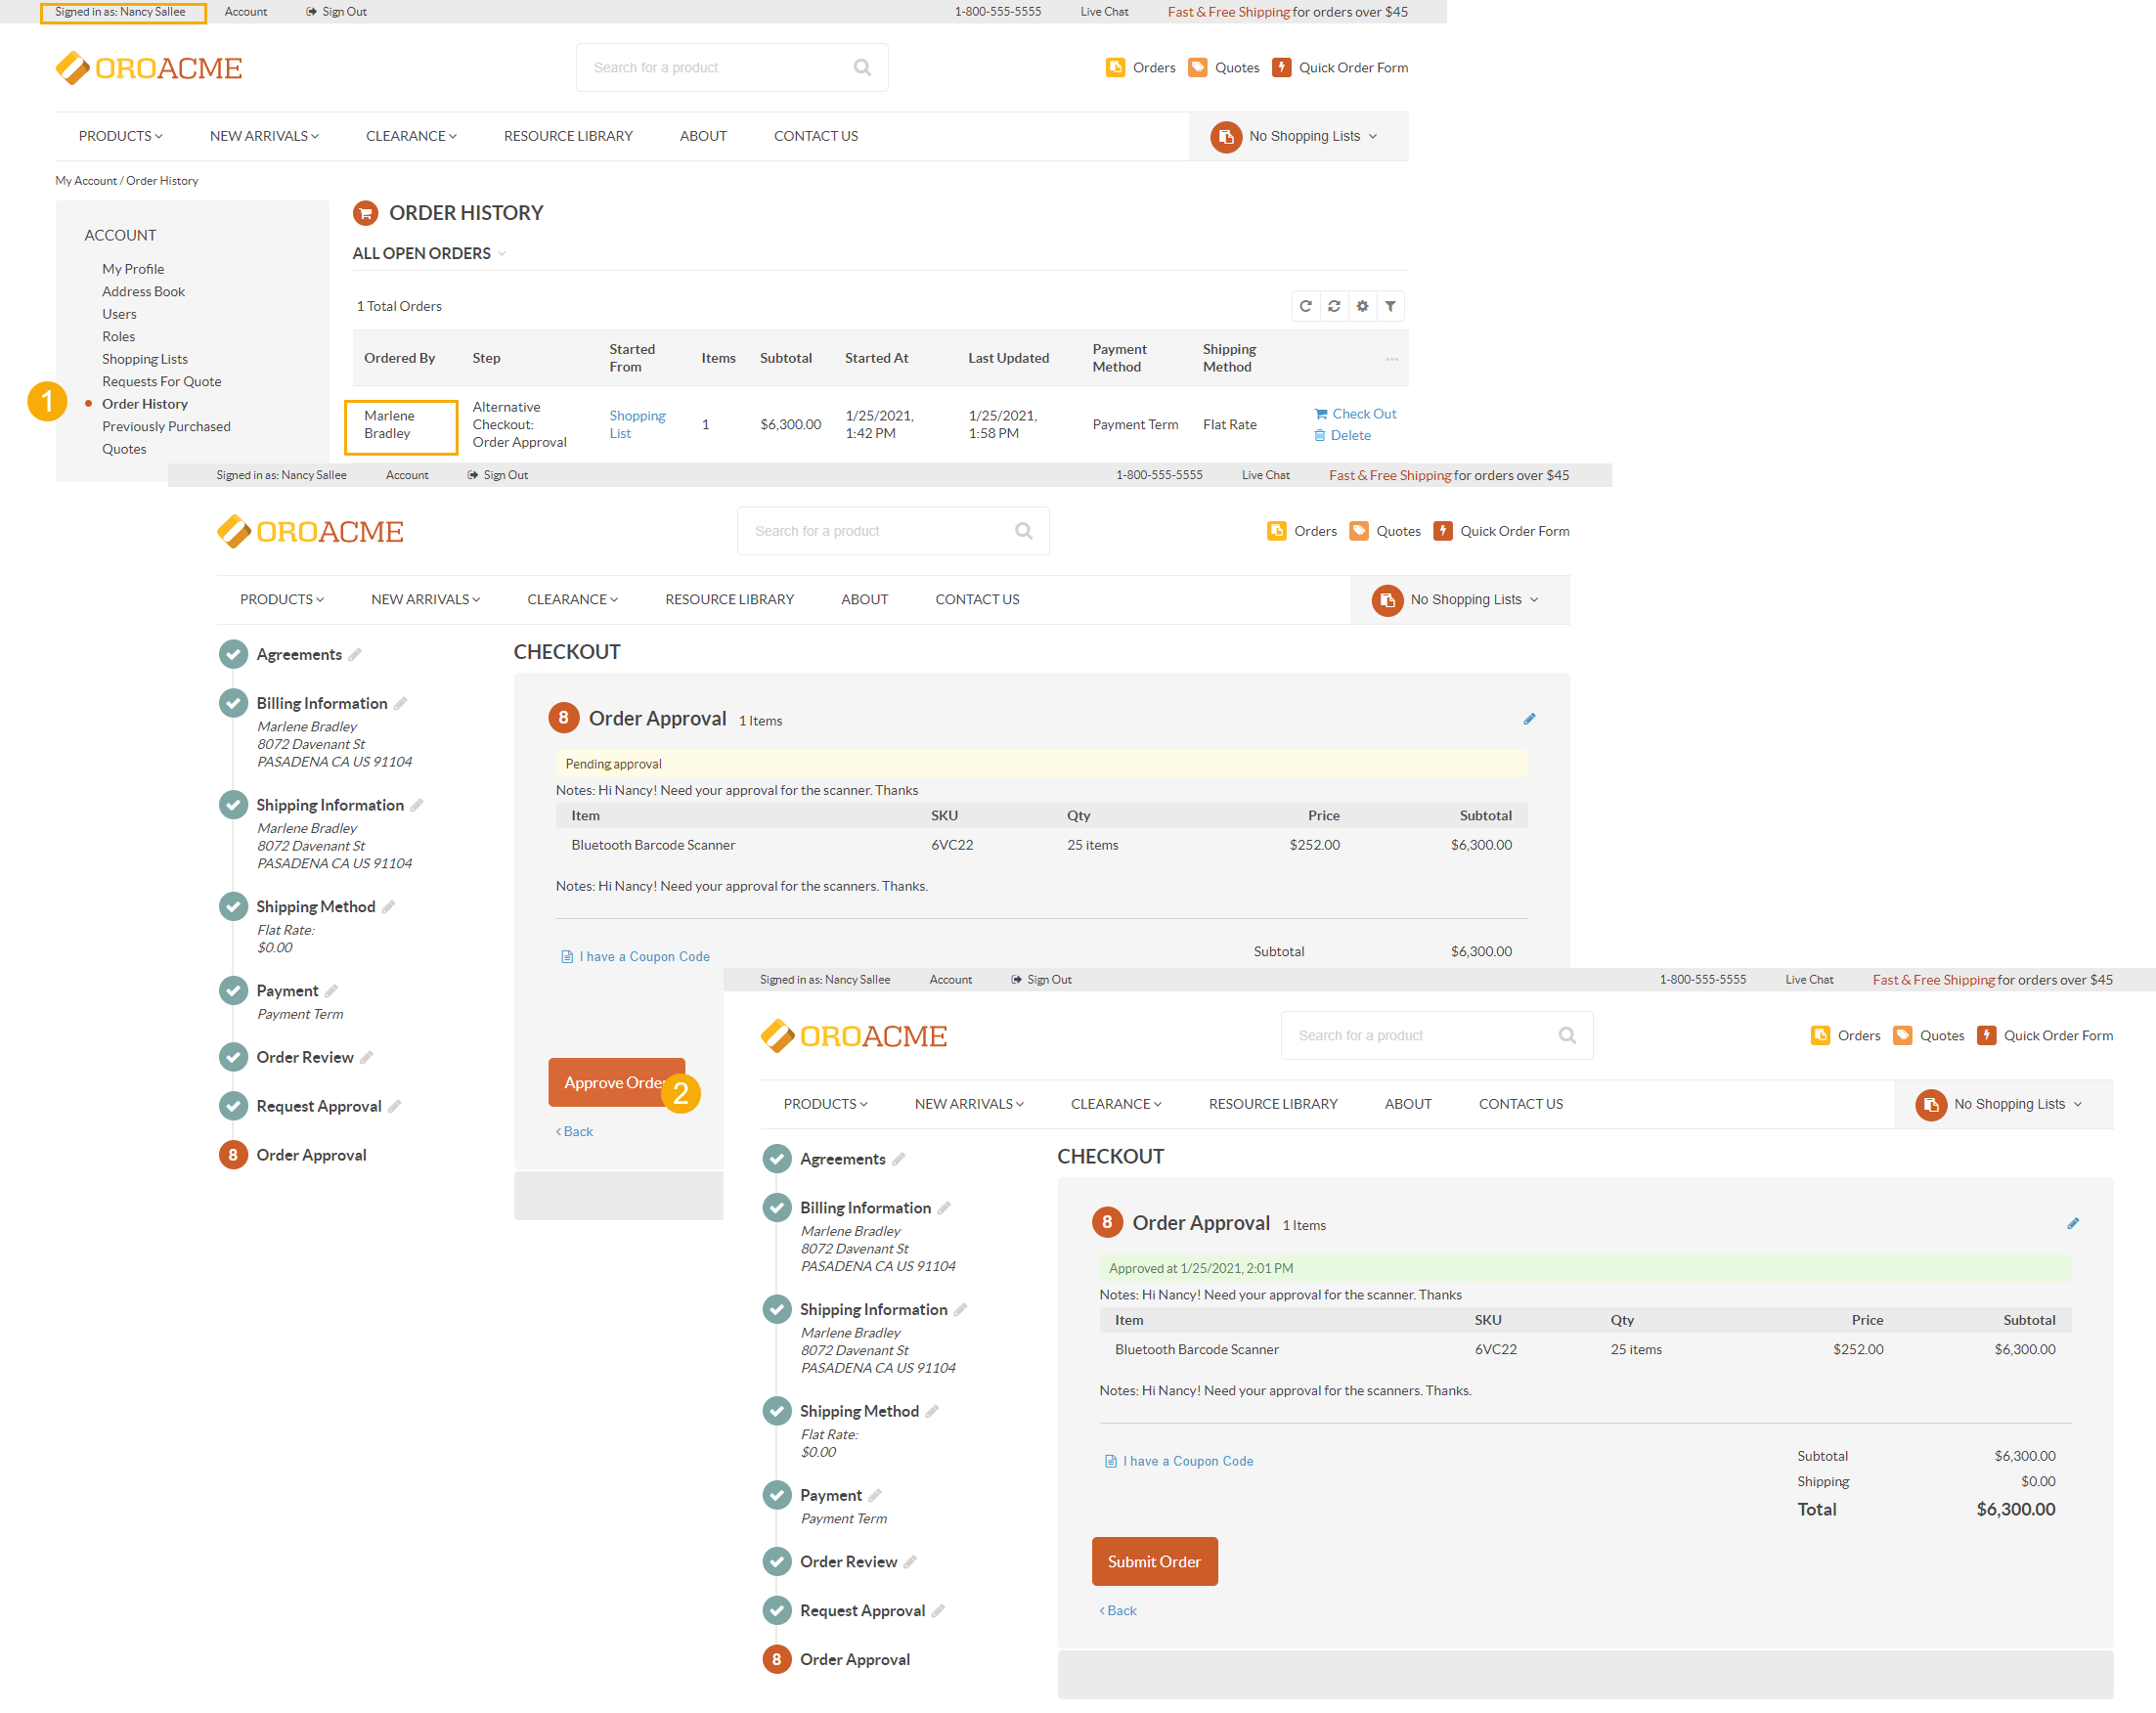 Signed in as: Nancy Sallee Account Sign Out 1-800-555-5555 Live Chat Fast & Free Shipping for orders over $45
OROACME
Search for a product
Orders Quotes Quick Order Form
PRODUCTS NEW ARRIVALS CLEARANCE RESOURCE LIBRARY ABOUT CONTACT US No Shopping Lists
My Account / Order History
ACCOUNT
My Profile
Address Book
Users
Roles
Shopping Lists
Requests For Quote
1
Order History
Previously Purchased
Quotes
ORDER HISTORY
ALL OPEN ORDERS
1 Total Orders
Ordered By Step Started From Items Subtotal Started At Last Updated Payment Method Shipping Method ...
Marlene Bradley Alternative Checkout: Order Approval Shopping List 1 $6,300.00 1/25/2021, 1:42 PM 1/25/2021, 1:58 PM Payment Term Flat Rate Check Out
Delete
Signed in as: Nancy Sallee Account Sign Out 1-800-555-5555 Live Chat Fast & Free Shipping for orders over $45
OROACME
Search for a product
Orders Quotes Quick Order Form
PRODUCTS NEW ARRIVALS CLEARANCE RESOURCE LIBRARY ABOUT CONTACT US No Shopping Lists
Agreements
Billing Information
Marlene Bradley
8072 Davenant St
PASADENA CA US 91104
Shipping Information
Marlene Bradley
8072 Davenant St
PASADENA CA US 91104
Shipping Method
Flat Rate:
$0.00
Payment
Payment Term
Order Review
Request Approval
8 Order Approval
CHECKOUT
8 Order Approval 1 Items
Pending approval
Notes: Hi Nancy! Need your approval for the scanner. Thanks
Item SKU Qty Price Subtotal
Bluetooth Barcode Scanner 6VC22 25 items $252.00 $6,300.00
Notes: Hi Nancy! Need your approval for the scanners. Thanks.
I have a Coupon Code
Subtotal $6,300.00
Approve Order
2
Back
Signed in as: Nancy Sallee Account Sign Out 1-800-555-5555 Live Chat Fast & Free Shipping for orders over $45
OROACME
Search for a product
Orders Quotes Quick Order Form
PRODUCTS NEW ARRIVALS CLEARANCE RESOURCE LIBRARY ABOUT CONTACT US No Shopping Lists
Agreements
Billing Information
Marlene Bradley
8072 Davenant St
PASADENA CA US 91104
Shipping Information
Marlene Bradley
8072 Davenant St
PASADENA CA US 91104
Shipping Method
Flat Rate:
$0.00
Payment
Payment Term
Order Review
Request Approval
8 Order Approval
CHECKOUT
8 Order Approval 1 Items
Approved at 1/25/2021, 2:01 PM
Notes: Hi Nancy! Need your approval for the scanner. Thanks
Item SKU Qty Price Subtotal
Bluetooth Barcode Scanner 6VC22 25 items $252.00 $6,300.00
Notes: Hi Nancy! Need your approval for the scanners. Thanks.
I have a Coupon Code
Subtotal $6,300.00
Shipping $0.00
Total $6,300.00
Submit Order
Back